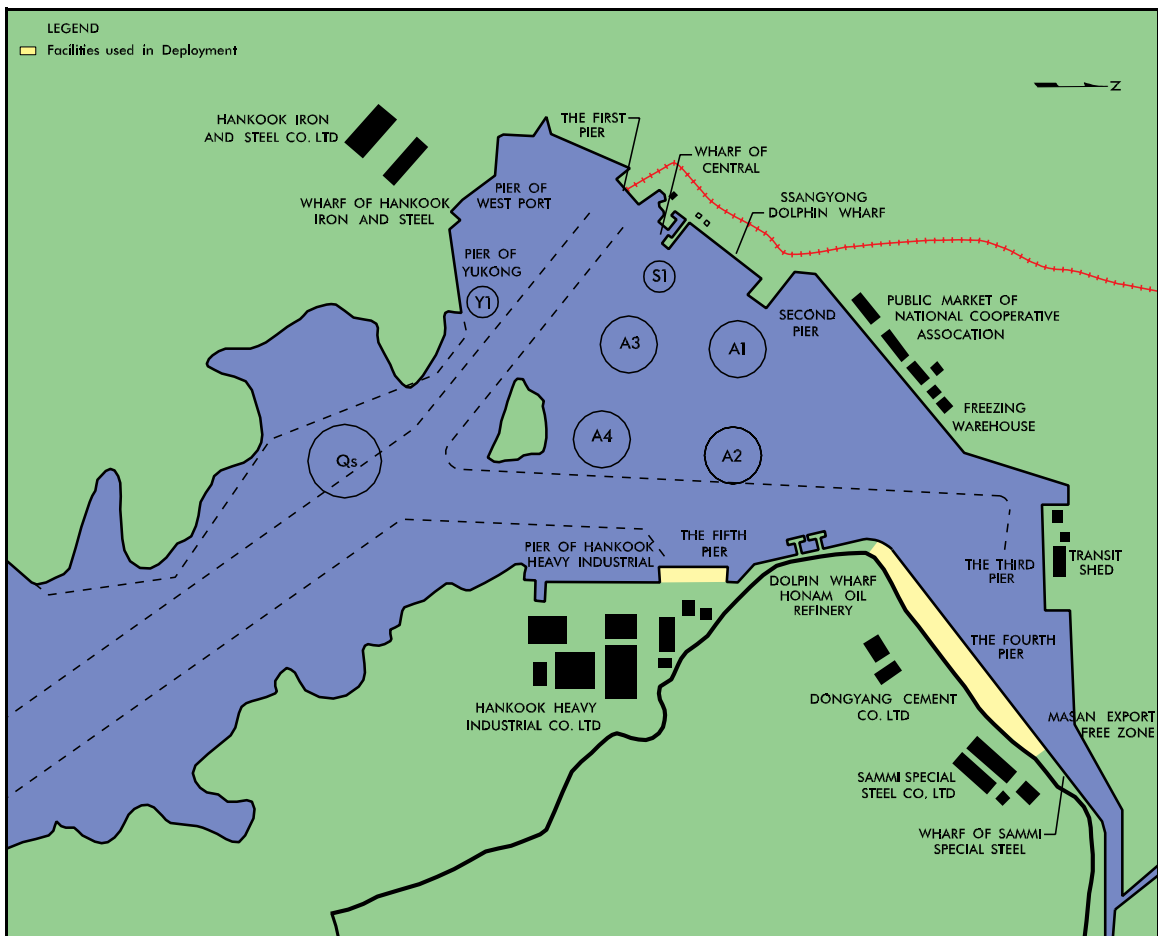 LEGEND
Facilities used in Deployment
N
HANKOOK IRON
AND STEEL CO. LTD
THE FIRST
PIER
WHARF OF
CENTRAL
WHARF OF HANKOOK
IRON AND STEEL
PIER OF
WEST PORT
SSANGYONG
DOLPHIN WHARF
PIER OF
YUKONG
Y1
S1
A3
A1
SECOND
PIER
PUBLIC MARKET OF
NATIONAL COOPERATIVE
ASSOCATION
FREEZING
WAREHOUSE
Qs
A4
A2
PIER OF HANKOOK
HEAVY INDUSTRIAL
THE FIFTH
PIER
DOLPIN WHARF
HONAM OIL
REFINERY
THE THIRD
PIER
TRANSIT
SHED
THE FOURTH
PIER
HANKOOK HEAVY
INDUSTRIAL CO. LTD
DONGYANG CEMENT
CO. LTD
MASAN EXPORT
FREE ZONE
SAMMI SPECIAL
STEEL CO, LTD
WHARF OF SAMMI
SPECIAL STEEL